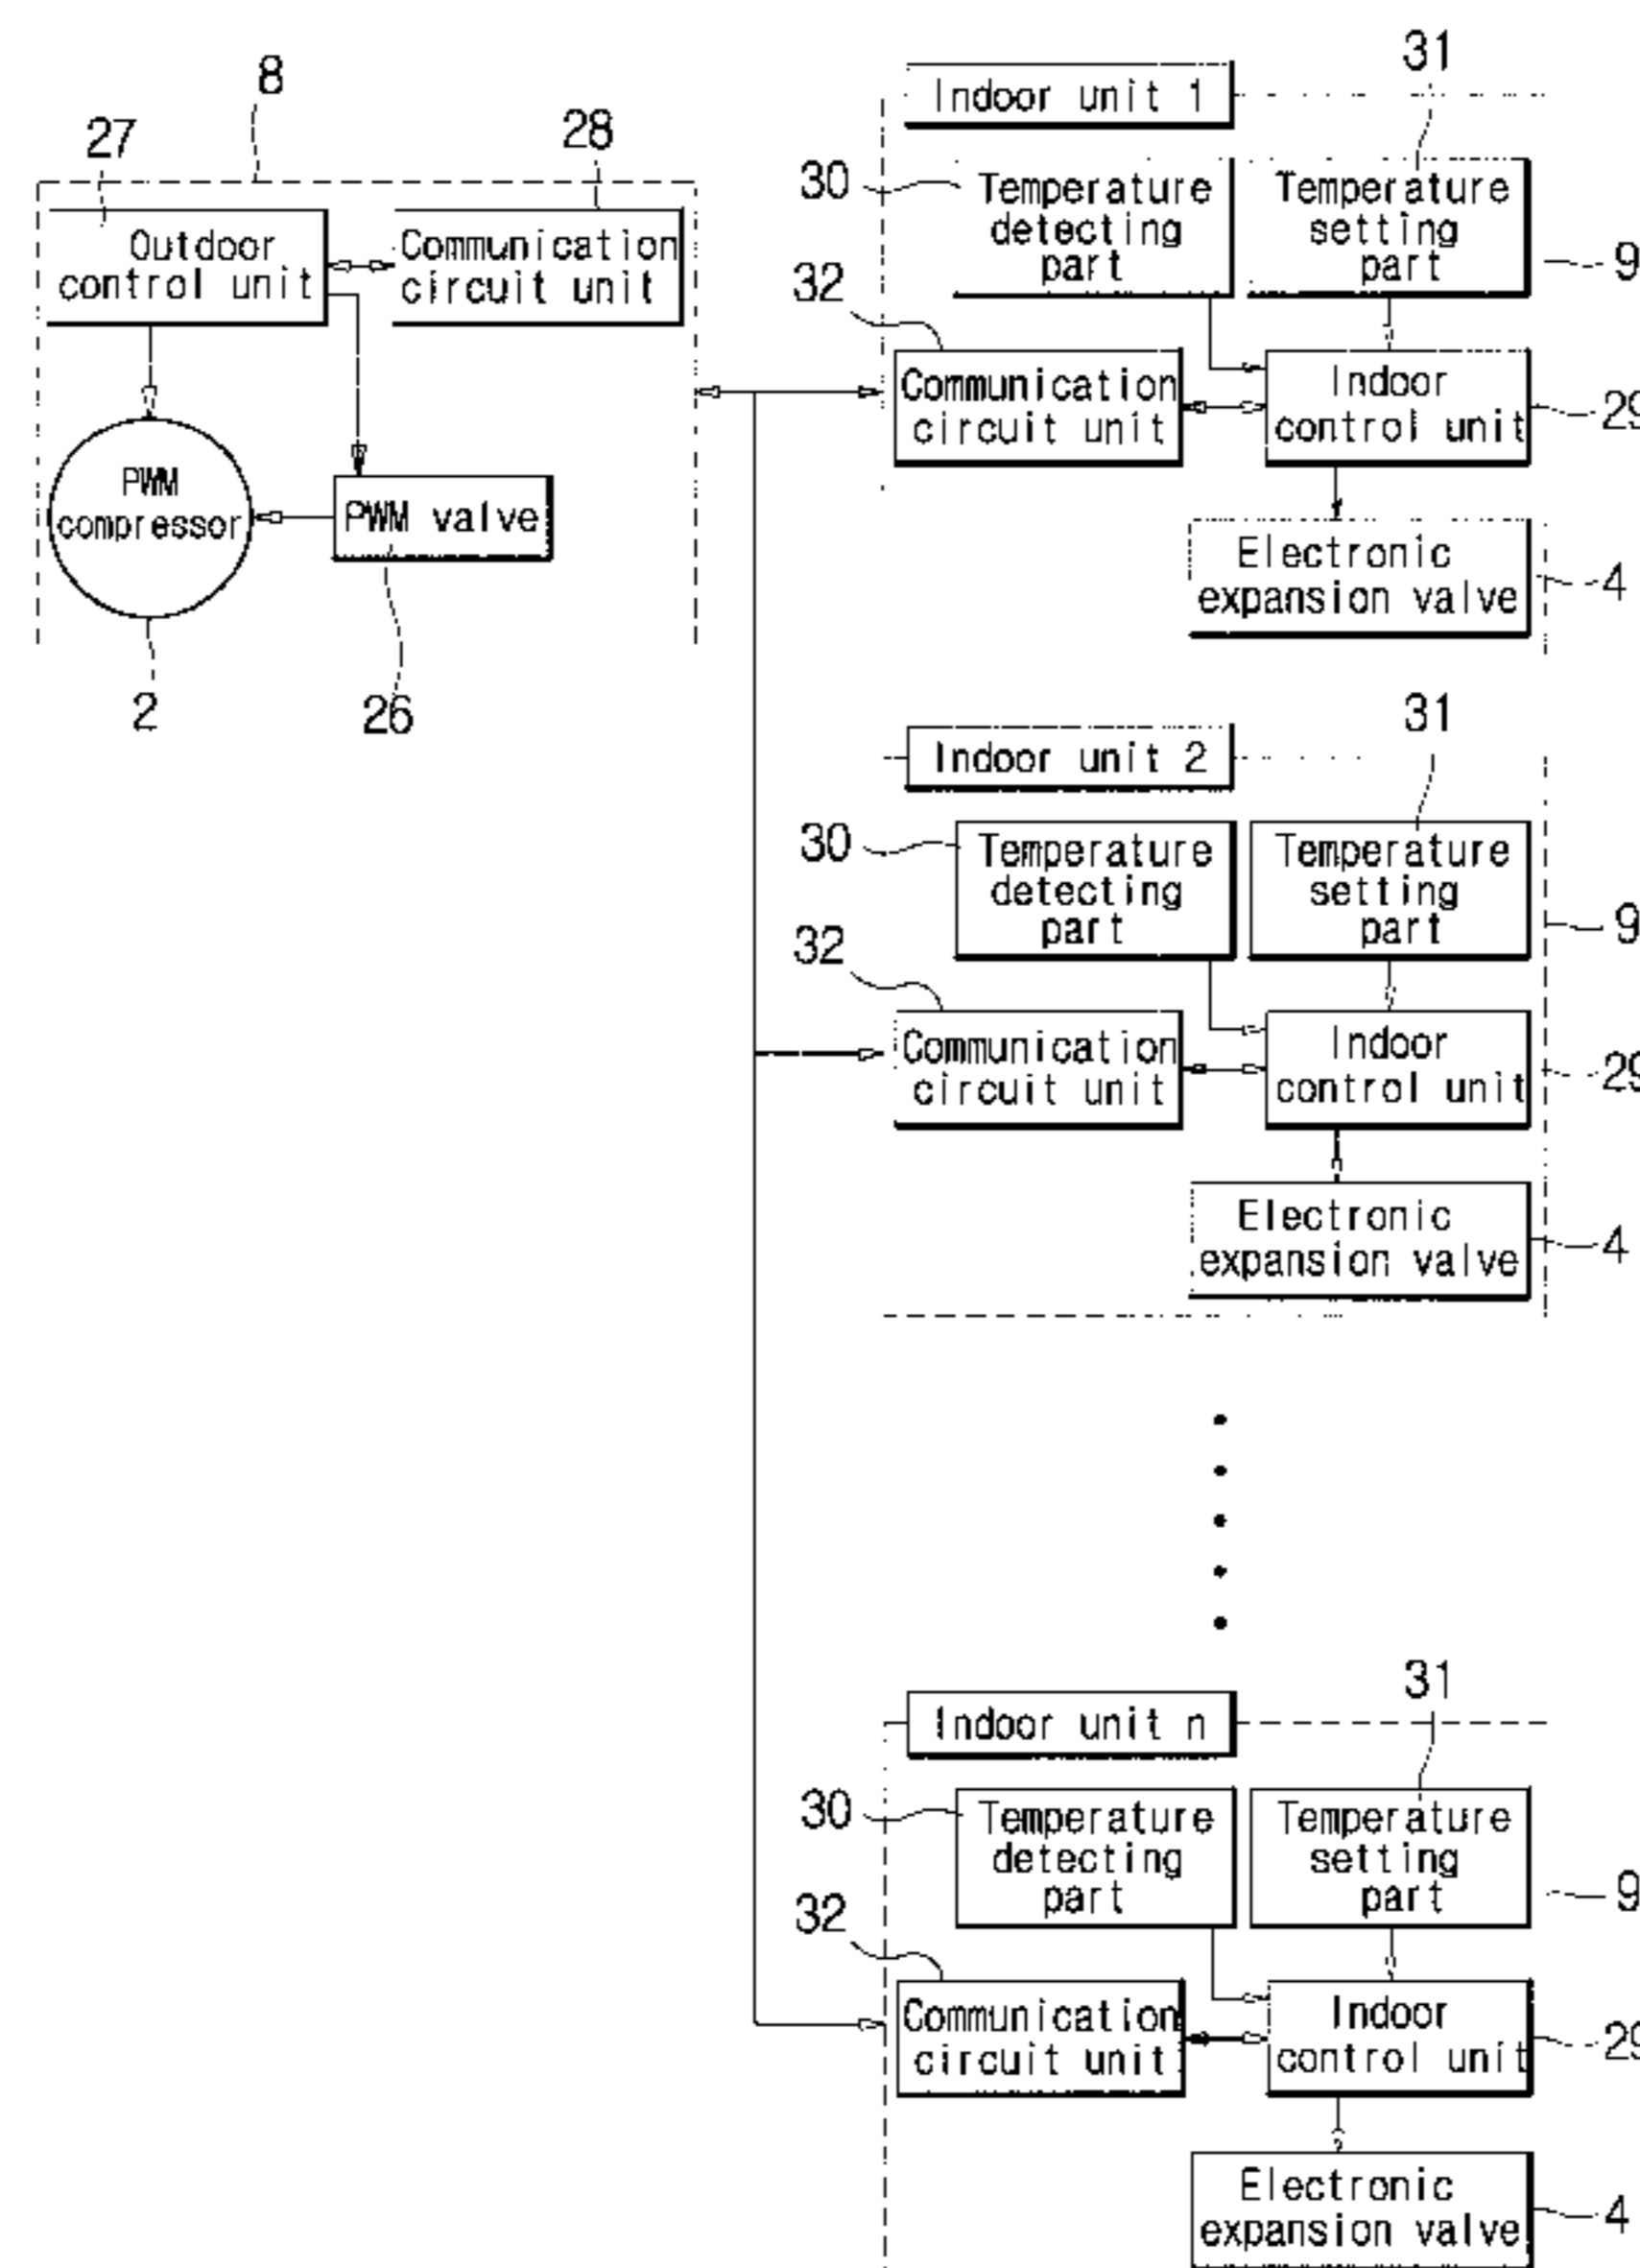 8
27
28
Outdoor
control unit
Communication
circuit unit
PWM
compressor
PWM valve
2
26
31
Indoor unit 1
30
Temperature
detecting
part
Temperature
setting
part
9
32
Communication
circuit unit
Indoor
control unit
29
Electronic
expansion valve
4
31
Indoor unit 2
30
Temperature
detecting
part
Temperature
setting
part
9
32
Communication
circuit unit
Indoor
control unit
29
Electronic
expansion valve
4
31
Indoor unit n
30
Temperature
detecting
part
Temperature
setting
part
9
32
Communication
circuit unit
Indoor
control unit
29
Electronic
expansion valve
4